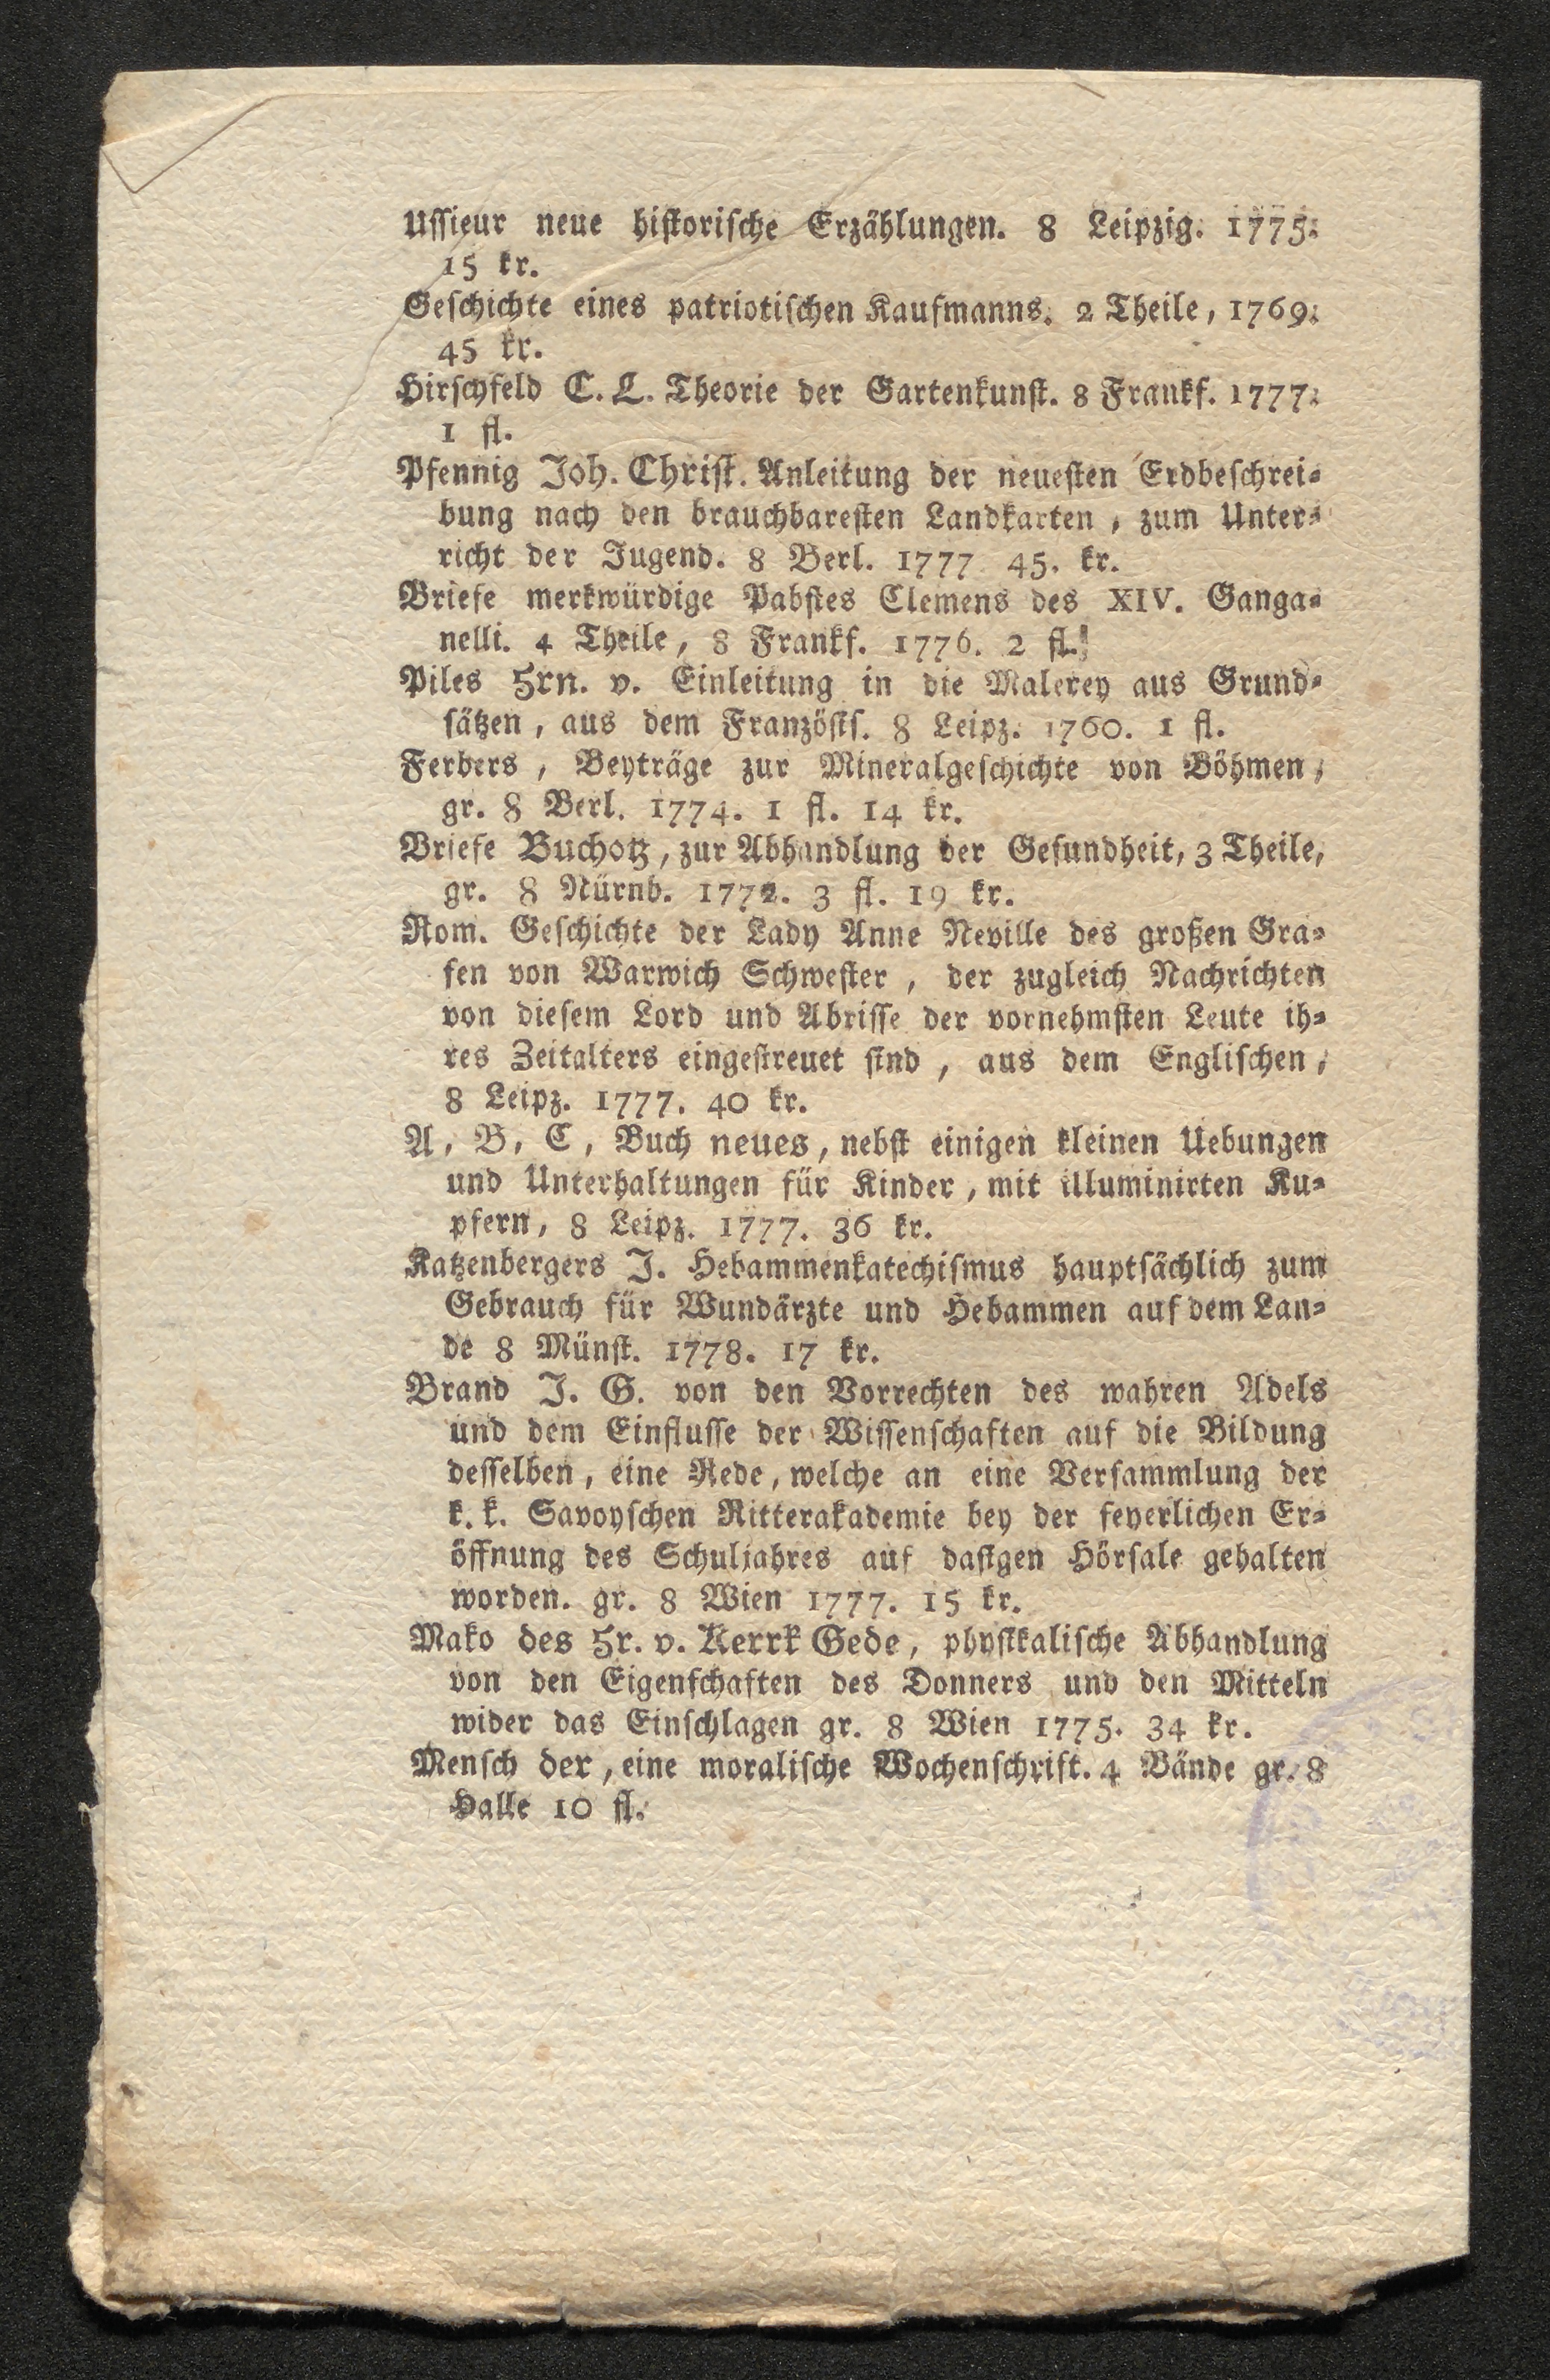 Uſſieur neue hiſtoriſche Erzählungen. 8 Leipzig. 1775.
15 kr.
Geſchichte eines patriotiſchen Kaufmanns. 2 Theile, 1769.
45 kr.
Hirſchfeld C. L. Theorie der Gartenkunſt. 8 Frankf. 1777.
1 fl.
Pfennig Joh. Chriſt. Anleitung der neueſten Erdbeſchrei⸗
bung nach den brauchbareſten Landkarten, zum Unter⸗
richt der Jugend. 8 Berl. 1777 45. kr.
Briefe merkwürdige Pabſtes Clemens des XIV. Ganga⸗
nelli. 4 Theile, 8 Frankf. 1776. 2 fl.
Piles Hrn. v. Einleitung in die Malerey aus Grund⸗
ſätzen, aus dem Französſſ. 8 Leipz. 1760. 1 fl.
Ferbers, Beyträge zur Mineralgeſchichte von Böhmen,
gr. 8 Berl. 1774. 1 fl. 14 kr.
Briefe Buchotz, zur Abhandlung der Geſundheit, 3 Theile,
gr. 8 Nürnb. 1772. 3 fl. 19 kr.
Rom. Geſchichte der Lady Anne Neville des großen Gra⸗
fen von Warwich Schweſter, der zugleich Nachrichten
von dieſem Lord und Abriſſe der vornehmſten Leute ih⸗
res Zeitalters eingeſtreuet ſind, aus dem Engliſchen,
8 Leipz. 1777. 40 kr.
A, B, C, Buch neues, nebſt einigen kleinen Uebungen
und Unterhaltungen für Kinder, mit illuminirten Ku⸗
pfern, 8 Leipz. 1777. 36 kr.
Katzenbergers J. Hebammenkatechiſmus hauptſächlich zum
Gebrauch für Wundärzte und Hebammen auf dem Lan⸗
de 8 Münſt. 1778. 17 kr.
Brand J. G. von den Vorrechten des wahren Adels
und dem Einfluſſe der Wiſſenſchaften auf die Bildung
deſſelben, eine Rede, welche an eine Verſammlung der
k. k. Savoyſchen Ritterakademie bey der feyerlichen Er⸗
öffnung des Schuljahres auf daſigen Hörſale gehalten
worden. gr. 8 Wien 1777. 15 kr.
Mako des Hr. v. Kerrk Gede, phyſikaliſche Abhandlung
von den Eigenſchaften des Donners und den Mitteln
wider das Einſchlagen gr. 8 Wien 1775. 34 kr.
Menſch der, eine moraliſche Wochenſchrift. 4 Bände gr. 8
Halle 10 fl.